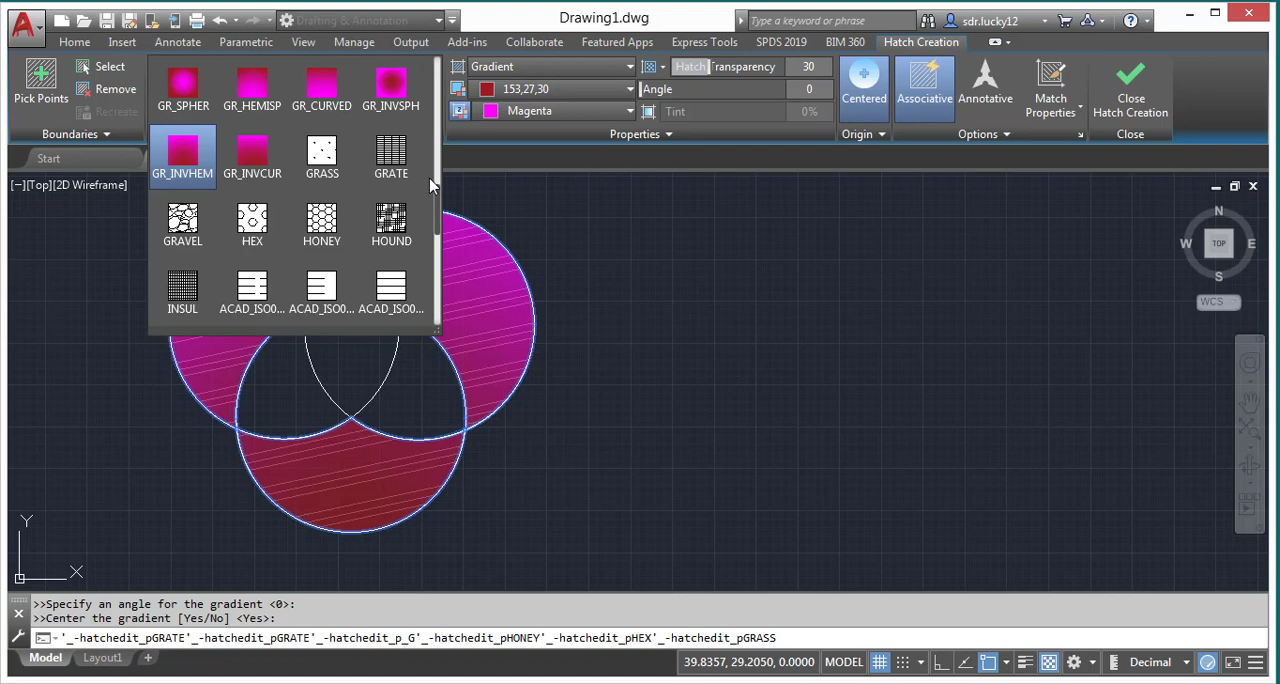 Drafting & Annotation
Drawing1.dwg
Type a keyword or phrase
sdr.lucky12
Home Insert Annotate Parametric View Manage Output Add-ins Collaborate Featured Apps Express Tools SPDS 2019 BIM 360 Hatch Creation
Pick Points
Select
Remove
Recreate
Boundaries
GR_SPHER GR_HEMISP GR_CURVED GR_INVSPH
GR_INVHEM GR_INVCUR GRASS GRATE
GRAVEL HEX HONEY HOUND
INSUL ACAD_ISO0... ACAD_ISO0... ACAD_ISO0...
Gradient
153,27,30
Magenta
Hatch Transparency 30
Angle 0
Tint 0%
Properties
Centered
Origin
Associative
Annotative
Match Properties
Options
Close Hatch Creation
Close
Start
[−][Top][2D Wireframe]
N
W TOP E
S
WCS
Y
X
>>Specify an angle for the gradient <0>:
>>Center the gradient [Yes/No] <Yes>:
'_-hatchedit_pGRATE'_-hatchedit_pGRATE'_-hatchedit_p_G'_-hatchedit_pHONEY'_-hatchedit_pHEX'_-hatchedit_pGRASS
Model Layout1 +
39.8357, 29.2050, 0.0000 MODEL Decimal